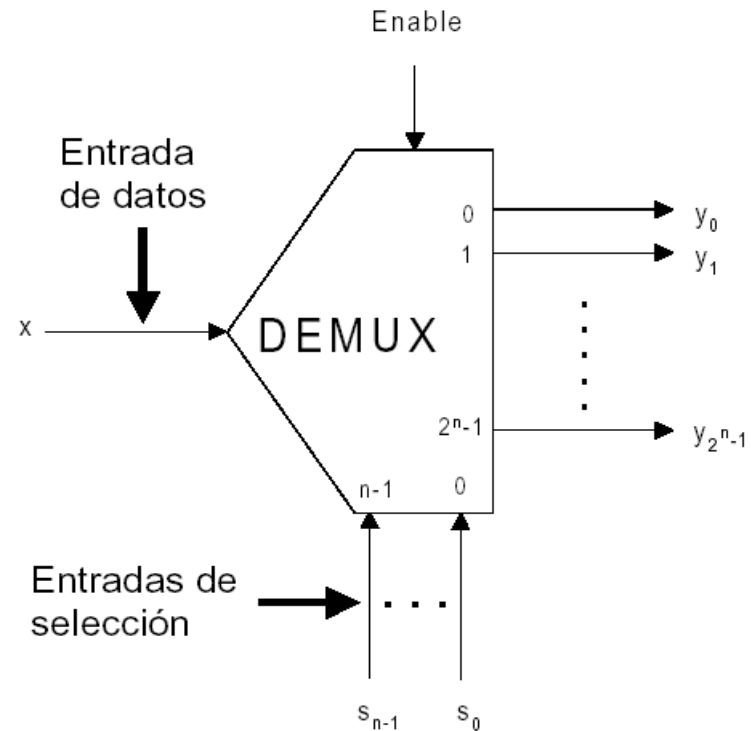 Enable
Entrada
de datos
0
y₀
1
y₁
x
DEMUX
2ⁿ-1
y₂ⁿ-1
n-1
0
Entradas de
selección
sₙ₋₁
s₀